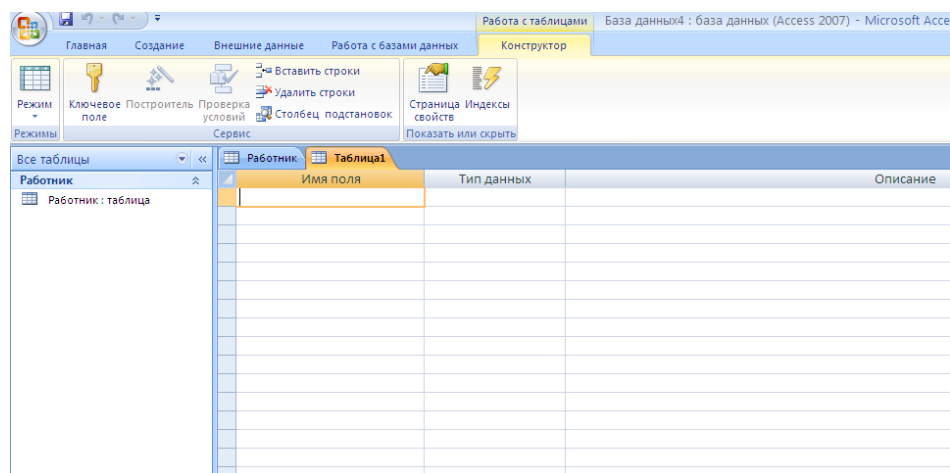 Работа с таблицами База данных4 : база данных (Access 2007) - Microsoft Acce
Главная Создание Внешние данные Работа с базами данных Конструктор
Режим
Ключевое поле
Построитель
Проверка условий
Вставить строки
Удалить строки
Столбец подстановок
Страница свойств
Индексы
Режимы Сервис Показать или скрыть
Все таблицы « Работник Таблица1
Работник Имя поля Тип данных Описание
Работник : таблица